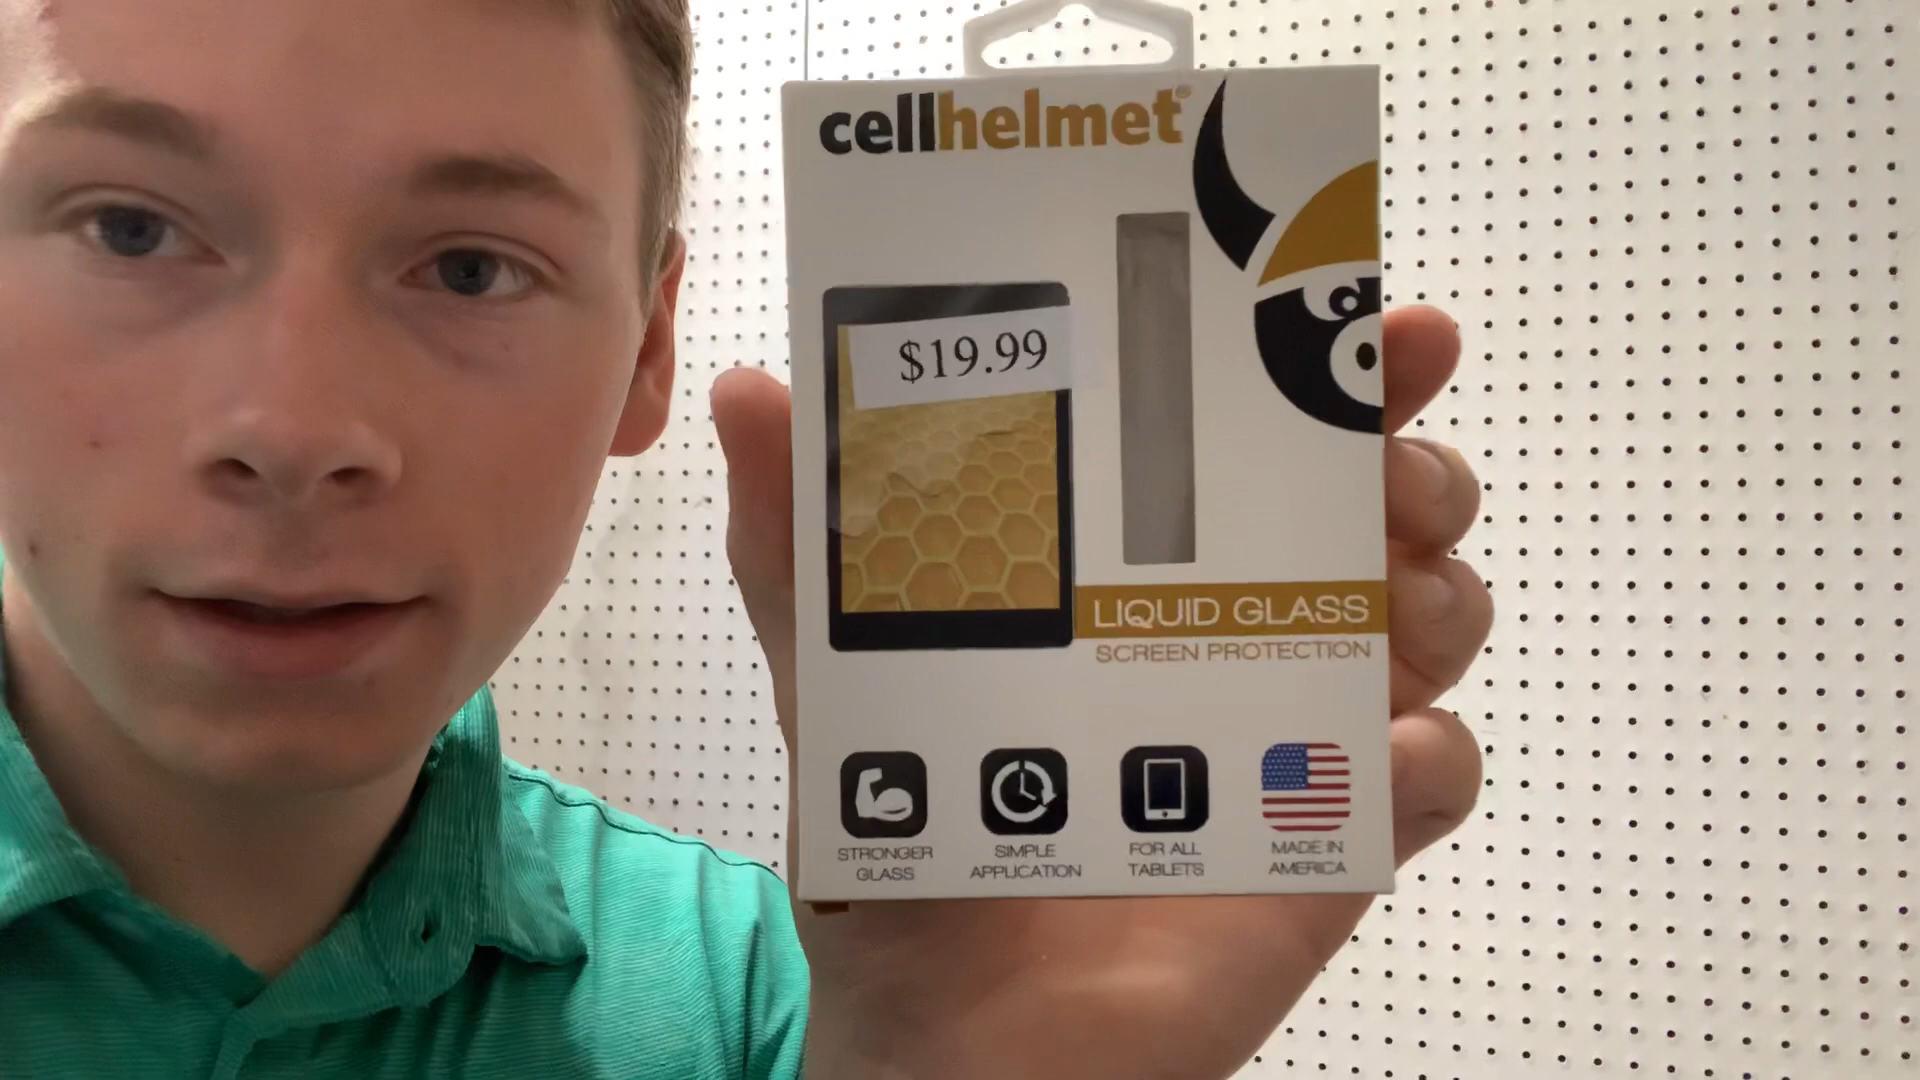 cellhelmet®
$19.99
LIQUID GLASS
SCREEN PROTECTION
STRONGER
GLASS
SIMPLE
APPLICATION
FOR ALL
TABLETS
MADE IN
AMERICA